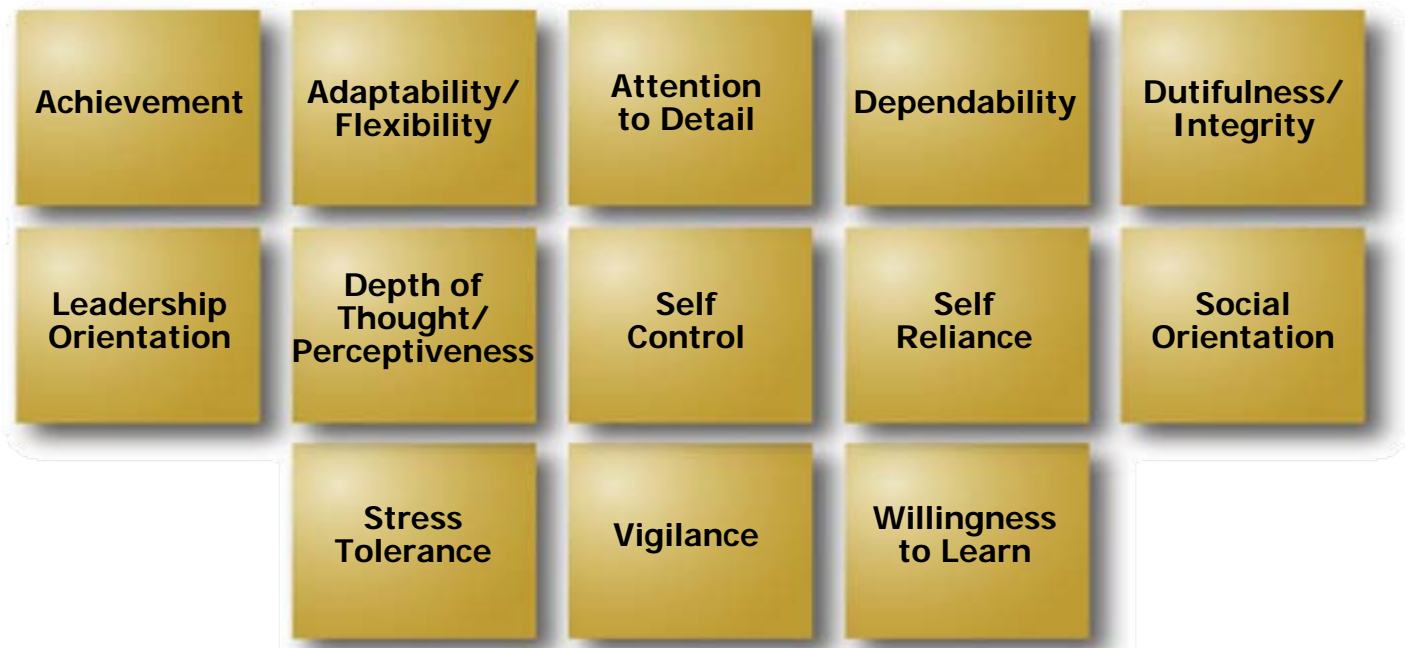 Achievement
Adaptability/
Flexibility
Attention
to Detail
Dependability
Dutifulness/
Integrity
Leadership
Orientation
Depth of
Thought/
Perceptiveness
Self
Control
Self
Reliance
Social
Orientation
Stress
Tolerance
Vigilance
Willingness
to Learn